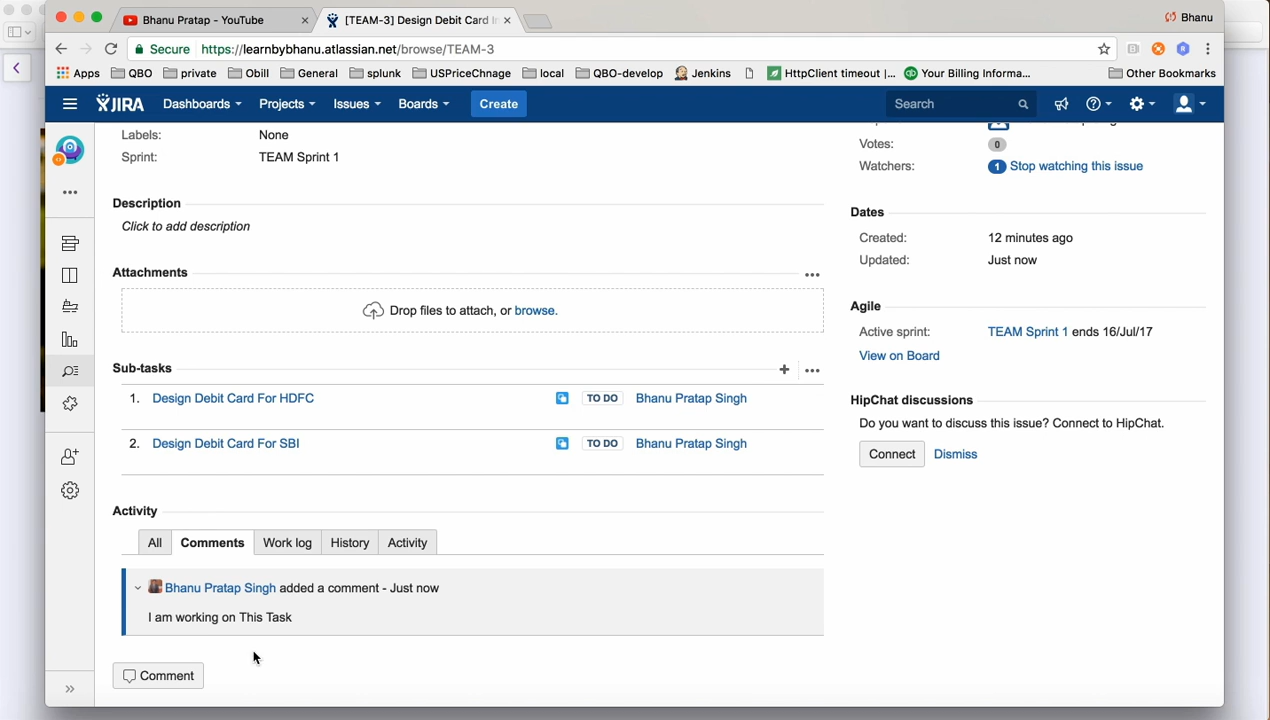 Bhanu Pratap - YouTube
[TEAM-3] Design Debit Card In
Bhanu
Secure
https://learnbybhanu.atlassian.net/browse/TEAM-3
Apps
QBO
private
Obill
General
splunk
USPriceChnage
local
QBO-develop
Jenkins
HttpClient timeout |...
Your Billing Informa...
Other Bookmarks
JIRA
Dashboards
Projects
Issues
Boards
Create
Search
Labels: None
Sprint: TEAM Sprint 1
Votes: 0
Watchers: 1 Stop watching this issue
Description
Click to add description
Dates
Created: 12 minutes ago
Updated: Just now
Attachments
Drop files to attach, or browse.
Agile
Active sprint: TEAM Sprint 1 ends 16/Jul/17
View on Board
Sub-tasks
1. Design Debit Card For HDFC TO DO Bhanu Pratap Singh
2. Design Debit Card For SBI TO DO Bhanu Pratap Singh
HipChat discussions
Do you want to discuss this issue? Connect to HipChat.
Connect Dismiss
Activity
All Comments Work log History Activity
Bhanu Pratap Singh added a comment - Just now
I am working on This Task
Comment